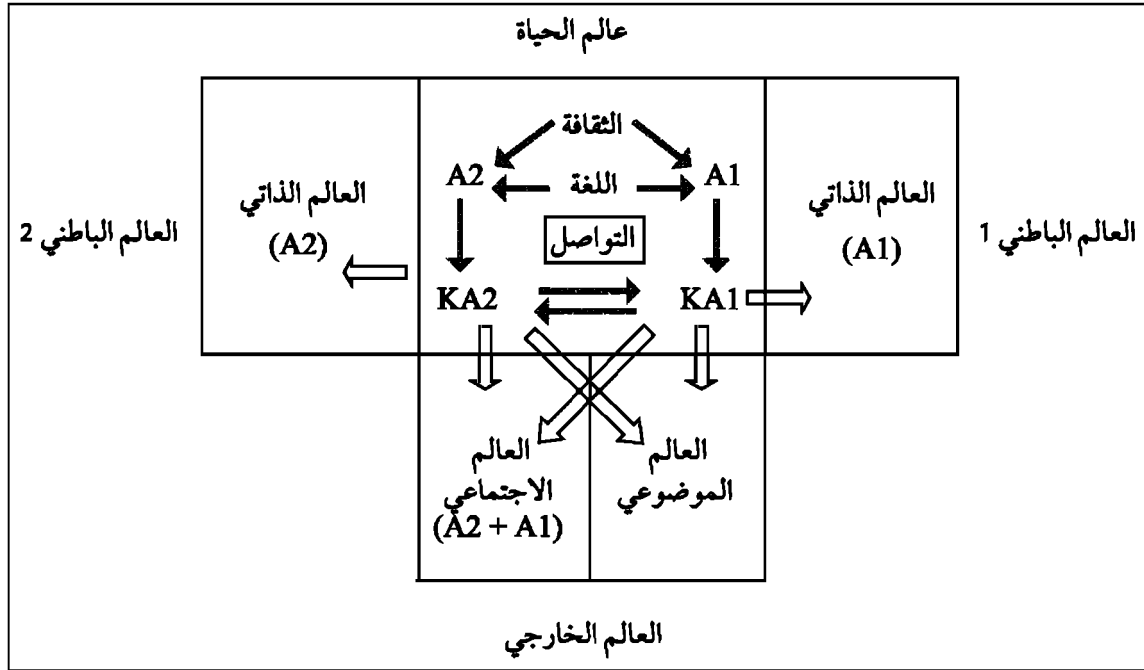 عالم الحياة
الثقافة
A1
اللغة
A2
العالم الباطني 1
العالم الذاتي
(A1)
التواصل
العالم الذاتي
(A2)
العالم الباطني 2
KA1
KA2
العالم
الموضوعي
العالم
الاجتماعي
(A2 + A1)
العالم الخارجي